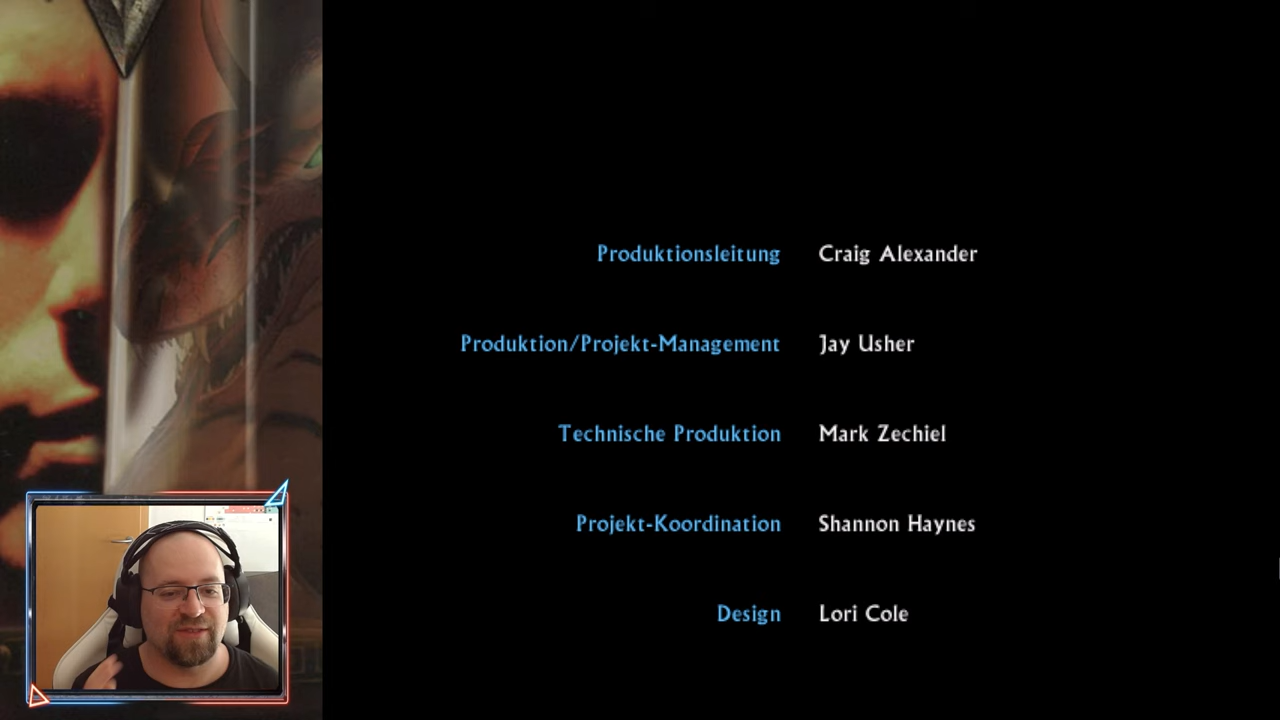 Produktionsleitung Craig Alexander
Produktion/Projekt-Management Jay Usher
Technische Produktion Mark Zechiel
Projekt-Koordination Shannon Haynes
Design Lori Cole